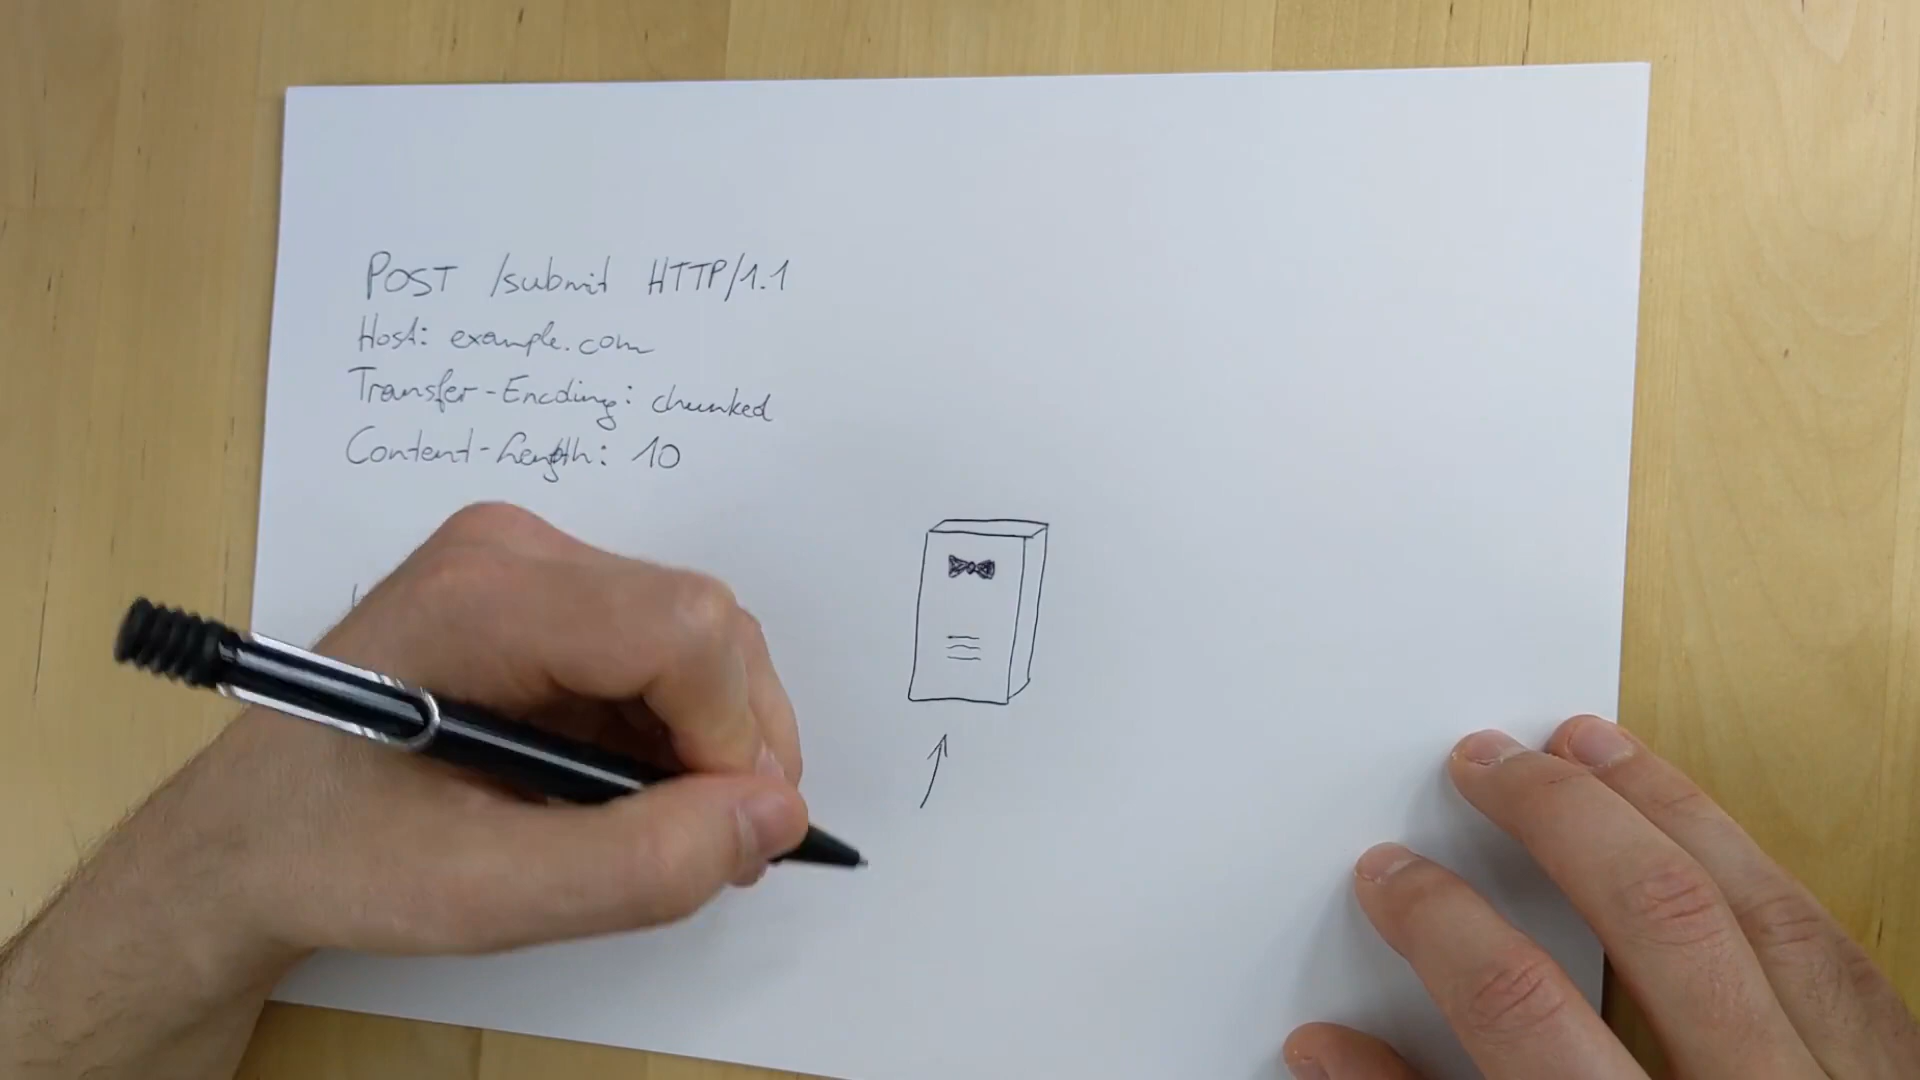 POST /submit HTTP/1.1
Host: example.com
Transfer-Encoding: chunked
Content-Length: 10